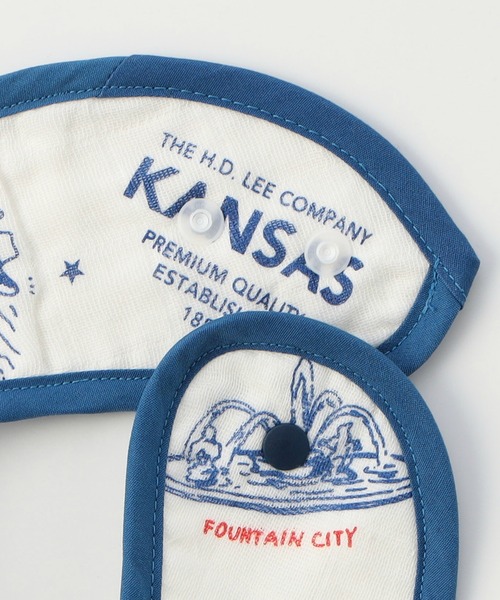 THE H.D. LEE COMPANY
KANSAS
PREMIUM QUALITY
FOUNTAIN CITY